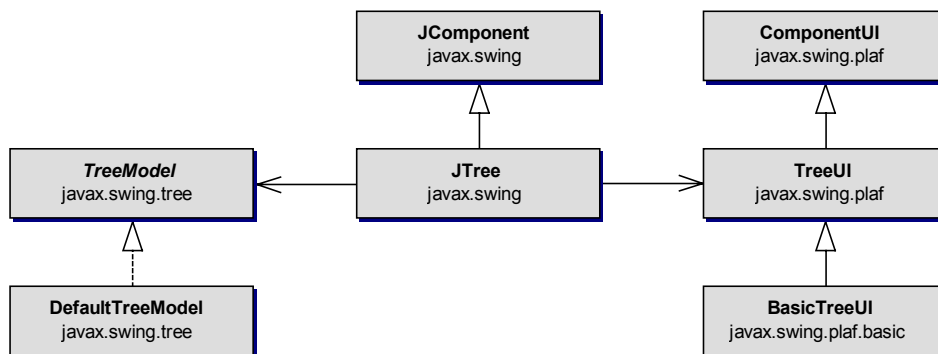 JComponent
javax.swing
ComponentUI
javax.swing.plaf
TreeModel
javax.swing.tree
JTree
javax.swing
TreeUI
javax.swing.plaf
DefaultTreeModel
javax.swing.tree
BasicTreeUI
javax.swing.plaf.basic